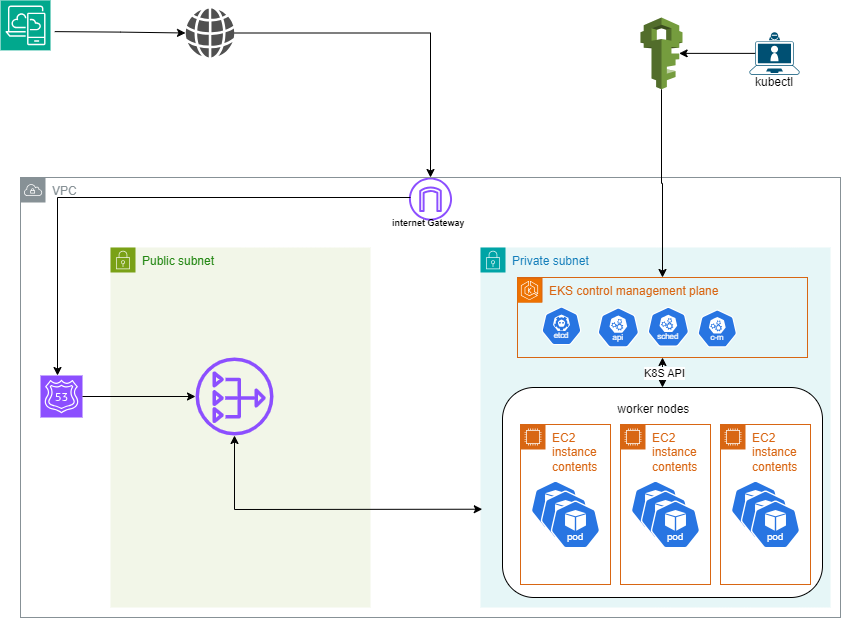 kubectl
VPC
internet Gateway
Public subnet
Private subnet
EKS control management plane
etcd
api
sched
c-m
K8S API
53
worker nodes
EC2
instance
contents
EC2
instance
contents
EC2
instance
contents
pod
pod
pod